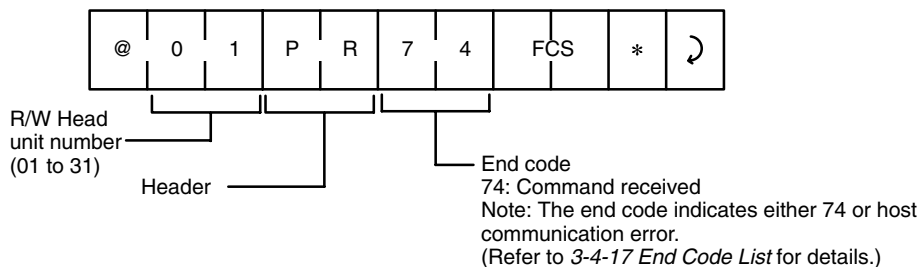 @ 0 1 P R 7 4 FCS *
R/W Head
unit number
(01 to 31)
Header
End code
74: Command received
Note: The end code indicates either 74 or host
communication error.
(Refer to 3-4-17 End Code List for details.)